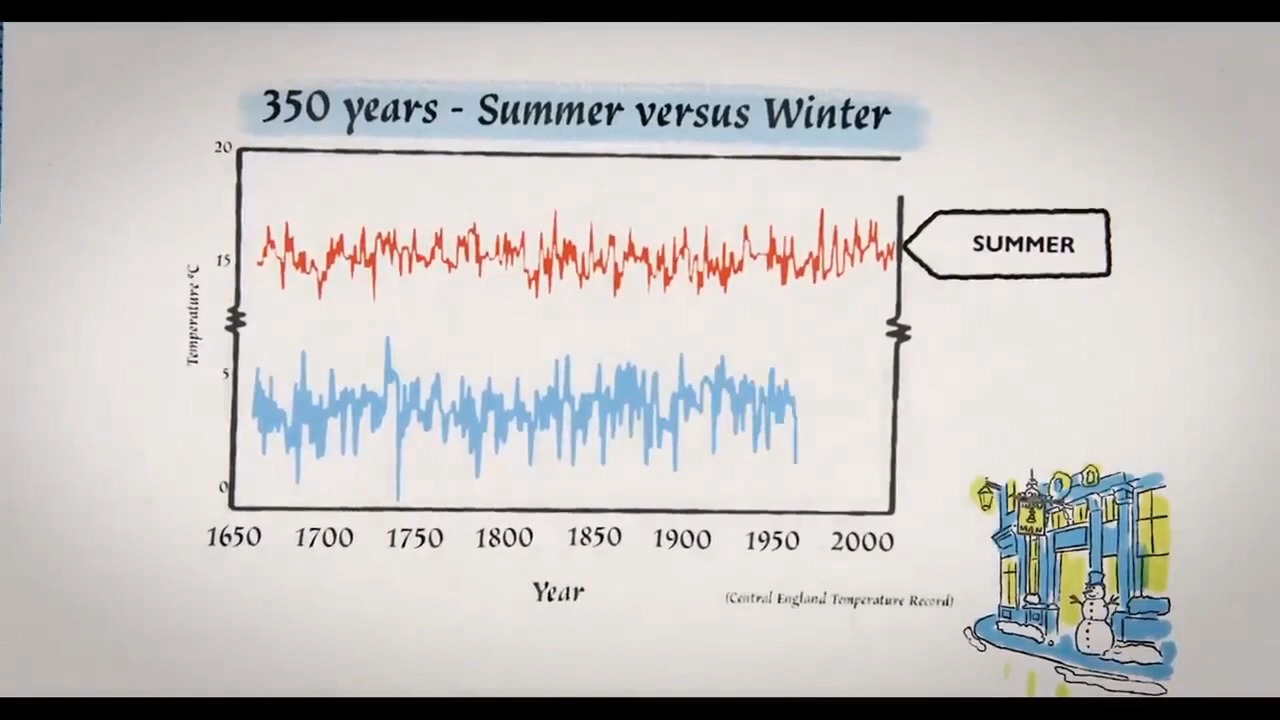 350 years - Summer versus Winter
20
15
5
0
Temperature °C
SUMMER
1650 1700 1750 1800 1850 1900 1950 2000
Year
(Central England Temperature Record)
MAN